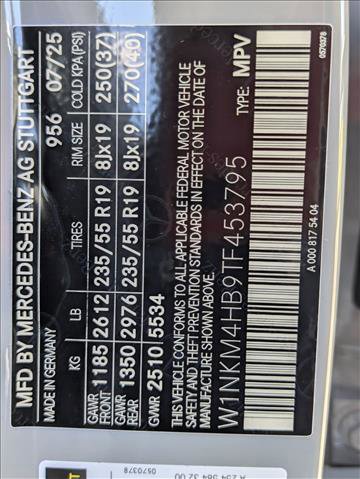 MFD BY MERCEDES-BENZ AG STUTTGART
MADE IN GERMANY 956 07/25
KG LB TIRES RIM SIZE COLD KPA (PSI)
GAWR FRONT 1185 2612 235/55 R19 8Jx19 250(37)
GAWR REAR 1350 2976 235/55 R19 8Jx19 270(40)
GVWR 2510 5534
THIS VEHICLE CONFORMS TO ALL APPLICABLE FEDERAL MOTOR VEHICLE
SAFETY AND THEFT PREVENTION STANDARDS IN EFFECT ON THE DATE OF
MANUFACTURE SHOWN ABOVE.
W1NKM4HB9TF453795 TYPE: MPV
A 000 817 54 04 0570378
0570378